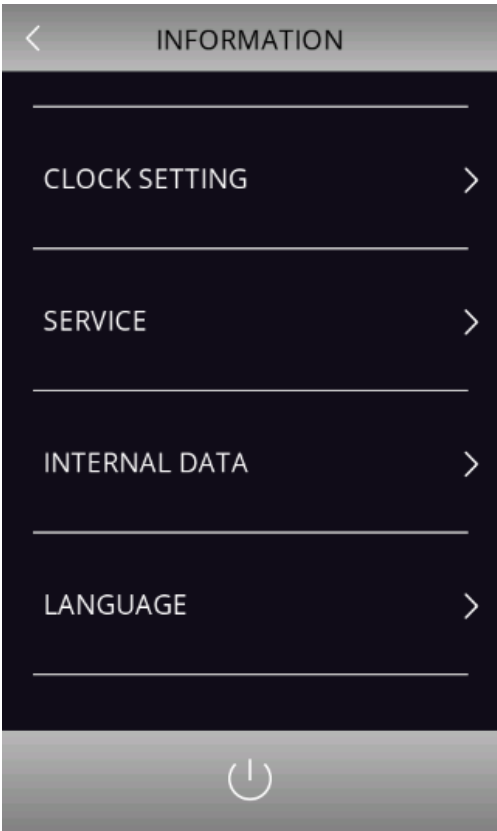 INFORMATION
CLOCK SETTING
SERVICE
INTERNAL DATA
LANGUAGE